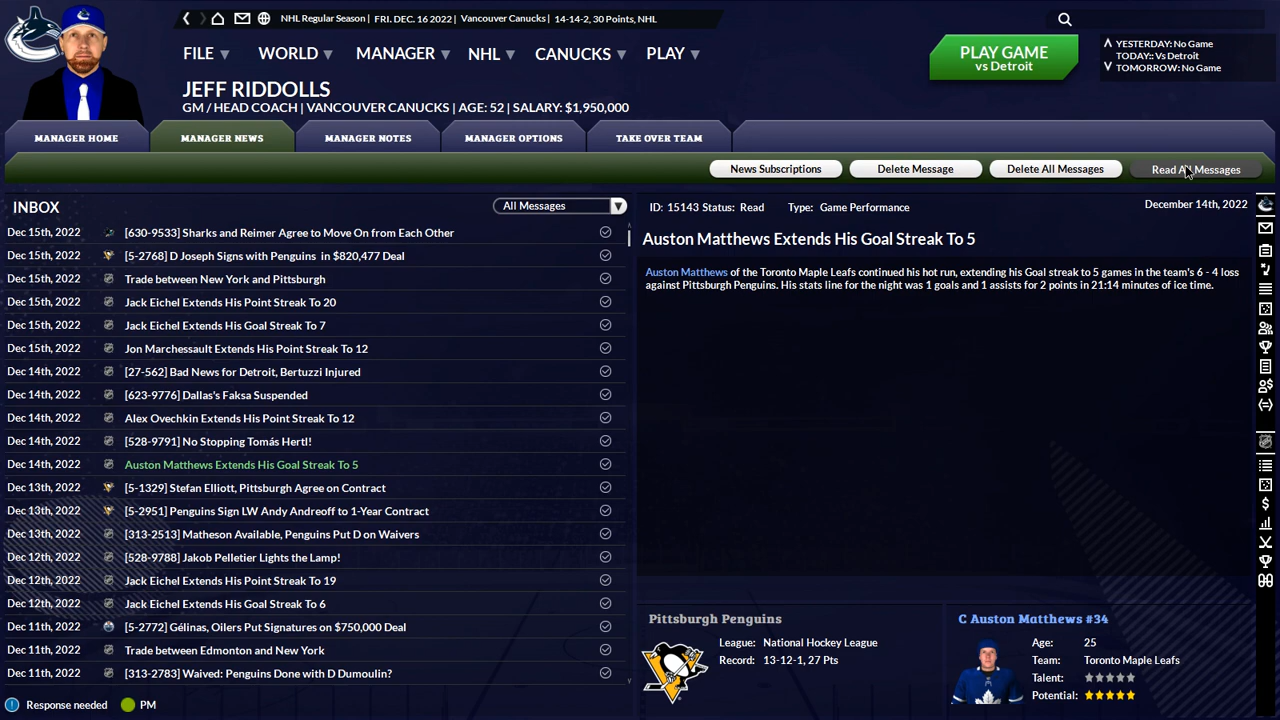 NHL Regular Season | FRI. DEC. 16 2022 | Vancouver Canucks | 14-14-2, 30 Points, NHL
FILE WORLD MANAGER NHL CANUCKS PLAY
PLAY GAME
vs Detroit
YESTERDAY: No Game
TODAY:: Vs Detroit
TOMORROW: No Game
JEFF RIDDOLLS
GM / HEAD COACH | VANCOUVER CANUCKS | AGE: 52 | SALARY: $1,950,000
MANAGER HOME MANAGER NEWS MANAGER NOTES MANAGER OPTIONS TAKE OVER TEAM
News Subscriptions Delete Message Delete All Messages Read All Messages
INBOX All Messages
Dec 15th, 2022 [630-9533] Sharks and Reimer Agree to Move On from Each Other
Dec 15th, 2022 [5-2768] D Joseph Signs with Penguins in $820,477 Deal
Dec 15th, 2022 Trade between New York and Pittsburgh
Dec 15th, 2022 Jack Eichel Extends His Point Streak To 20
Dec 15th, 2022 Jack Eichel Extends His Goal Streak To 7
Dec 15th, 2022 Jon Marchessault Extends His Point Streak To 12
Dec 14th, 2022 [27-562] Bad News for Detroit, Bertuzzi Injured
Dec 14th, 2022 [623-9776] Dallas's Faksa Suspended
Dec 14th, 2022 Alex Ovechkin Extends His Point Streak To 12
Dec 14th, 2022 [528-9791] No Stopping Tomás Hertl!
Dec 14th, 2022 Auston Matthews Extends His Goal Streak To 5
Dec 13th, 2022 [5-1329] Stefan Elliott, Pittsburgh Agree on Contract
Dec 13th, 2022 [5-2951] Penguins Sign LW Andy Andreoff to 1-Year Contract
Dec 13th, 2022 [313-2513] Matheson Available, Penguins Put D on Waivers
Dec 12th, 2022 [528-9788] Jakob Pelletier Lights the Lamp!
Dec 12th, 2022 Jack Eichel Extends His Point Streak To 19
Dec 12th, 2022 Jack Eichel Extends His Goal Streak To 6
Dec 11th, 2022 [5-2772] Gélinas, Oilers Put Signatures on $750,000 Deal
Dec 11th, 2022 Trade between Edmonton and New York
Dec 11th, 2022 [313-2783] Waived: Penguins Done with D Dumoulin?
Response needed PM
ID: 15143 Status: Read Type: Game Performance December 14th, 2022
Auston Matthews Extends His Goal Streak To 5
Auston Matthews of the Toronto Maple Leafs continued his hot run, extending his Goal streak to 5 games in the team's 6 - 4 loss
against Pittsburgh Penguins. His stats line for the night was 1 goals and 1 assists for 2 points in 21:14 minutes of ice time.
Pittsburgh Penguins
League: National Hockey League
Record: 13-12-1, 27 Pts
C Auston Matthews #34
Age: 25
Team: Toronto Maple Leafs
Talent:
Potential: